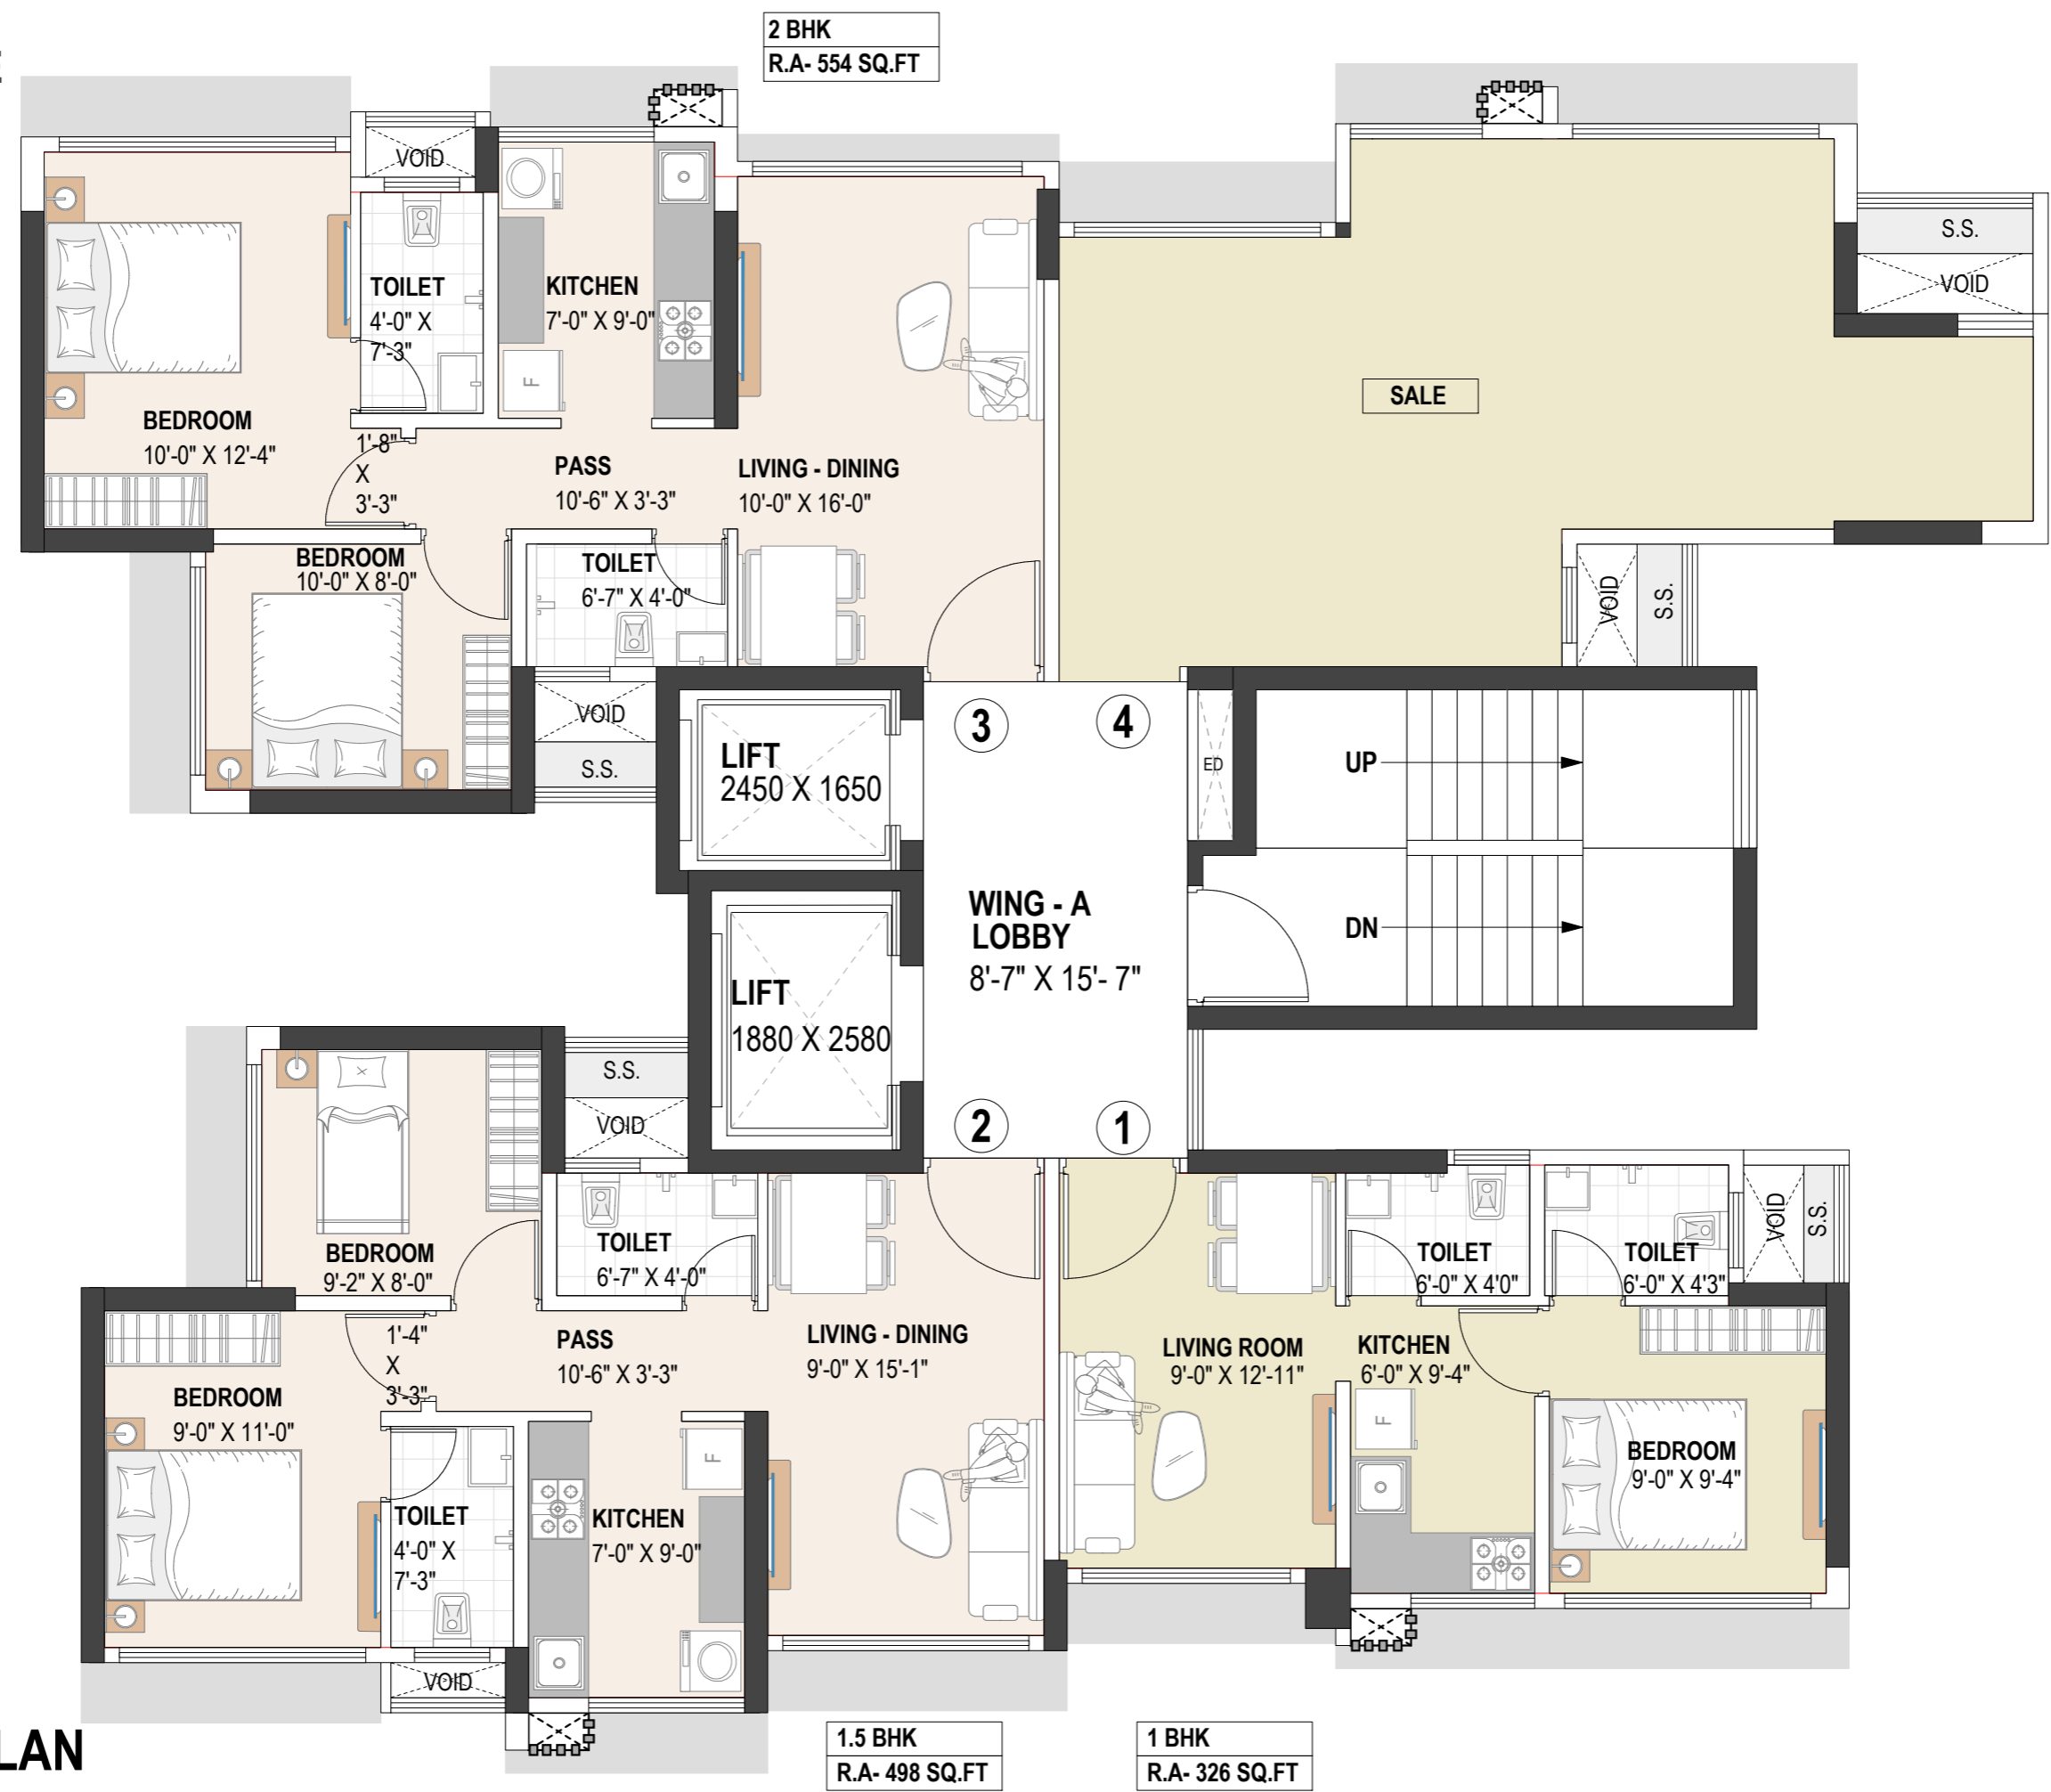 2 BHK
R.A- 554 SQ.FT
VOID
TOILET
4'-0" X
7'-3"
KITCHEN
7'-0" X 9'-0"
F
BEDROOM
10'-0" X 12'-4"
1'-8"
X
3'-3"
PASS
10'-6" X 3'-3"
LIVING - DINING
10'-0" X 16'-0"
SALE
S.S.
VOID
BEDROOM
10'-0" X 8'-0"
TOILET
6'-7" X 4'-0"
VOID
S.S.
VOID
S.S.
LIFT
2450 X 1650
3
4
ED
UP
DN
WING - A
LOBBY
8'-7" X 15'- 7"
LIFT
1880 X 2580
2
1
S.S.
VOID
BEDROOM
9'-2" X 8'-0"
TOILET
6'-7" X 4'-0"
1'-4"
X
3'-3"
PASS
10'-6" X 3'-3"
LIVING - DINING
9'-0" X 15'-1"
BEDROOM
9'-0" X 11'-0"
TOILET
4'-0" X
7'-3"
KITCHEN
7'-0" X 9'-0"
F
VOID
TOILET
6'-0" X 4'0"
TOILET
6'-0" X 4'3"
VOID
S.S.
LIVING ROOM
9'-0" X 12'-11"
KITCHEN
6'-0" X 9'-4"
F
BEDROOM
9'-0" X 9'-4"
LAN
1.5 BHK
R.A- 498 SQ.FT
1 BHK
R.A- 326 SQ.FT